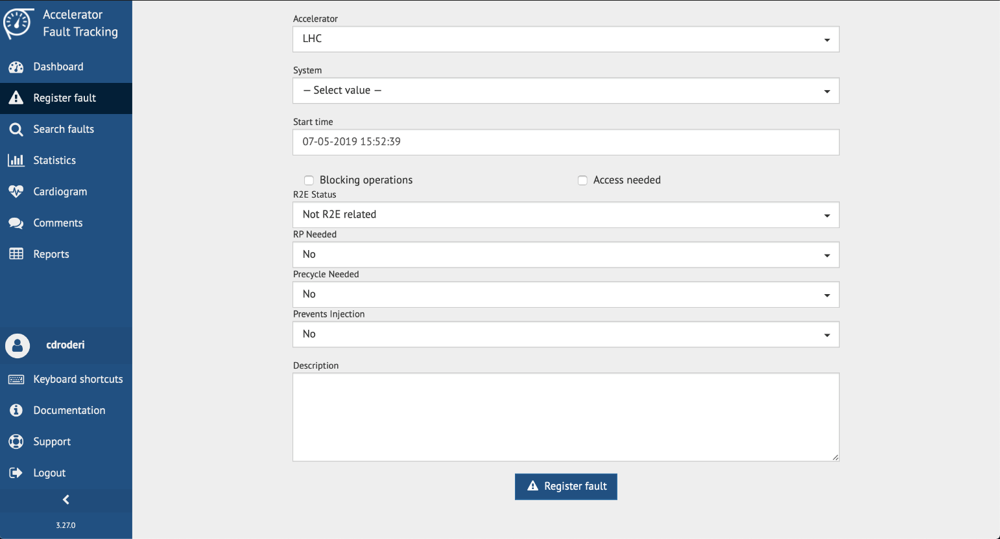 Accelerator
Fault Tracking
Dashboard
Register fault
Search faults
Statistics
Cardiogram
Comments
Reports
cdroderi
Keyboard shortcuts
Documentation
Support
Logout
3.27.0
Accelerator
LHC
System
— Select value —
Start time
07-05-2019 15:52:39
Blocking operations
Access needed
R2E Status
Not R2E related
RP Needed
No
Precycle Needed
No
Prevents Injection
No
Description
Register fault